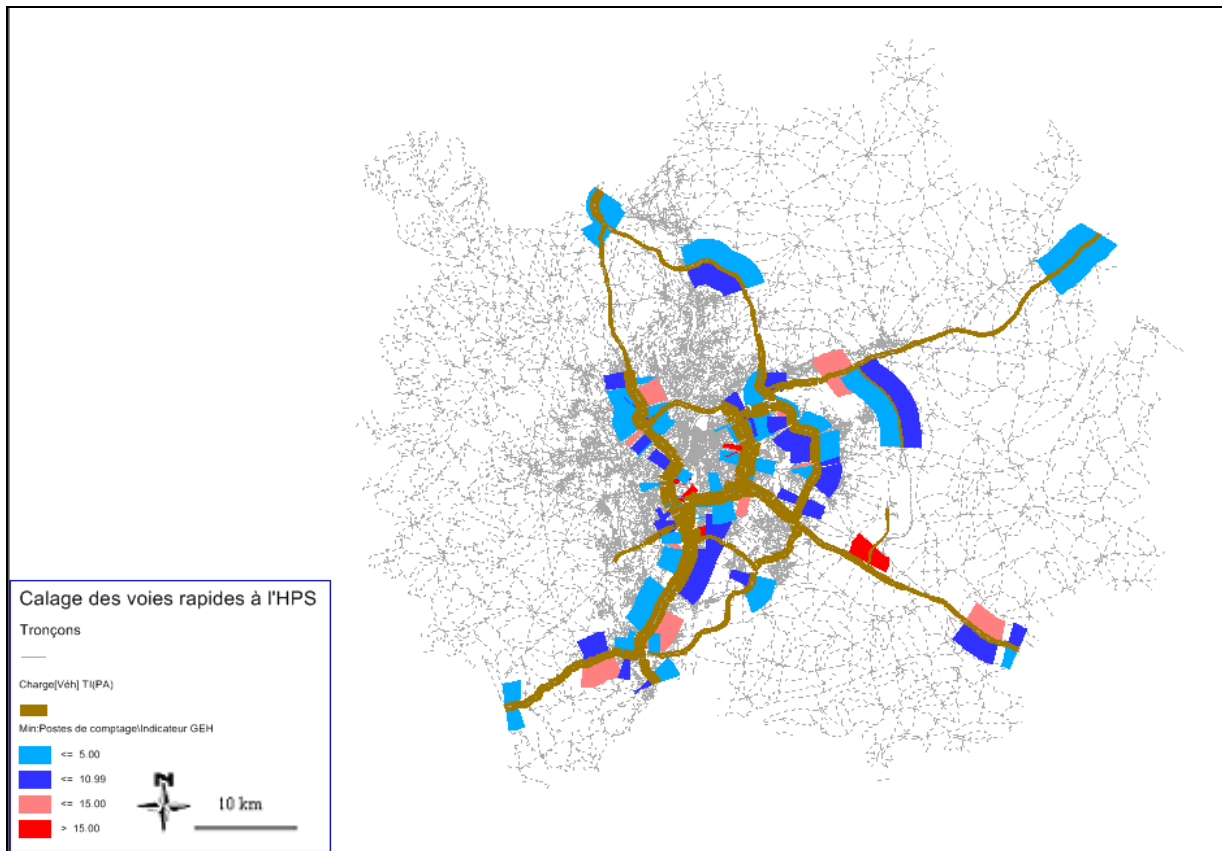 Calage des voies rapides à l'HPS
Tronçons
Charge[Véh] TI(PA)
Min:Postes de comptage\Indicateur GEH
<= 5.00
<= 10.99
<= 15.00
> 15.00
N
10 km